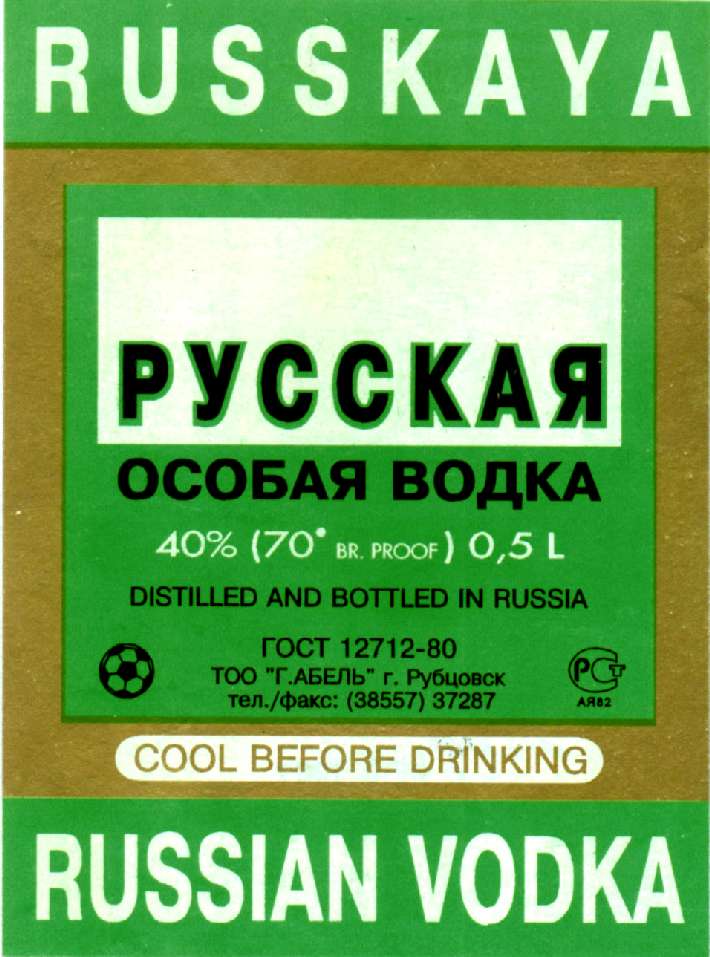 RUSSKAYA
РУССКАЯ
ОСОБАЯ ВОДКА
40% (70° BR. PROOF) 0,5 L
DISTILLED AND BOTTLED IN RUSSIA
ГОСТ 12712-80
ТОО "Г.АБЕЛЬ" г. Рубцовск
тел./факс: (38557) 37287
РСТ
АЯ82
COOL BEFORE DRINKING
RUSSIAN VODKA